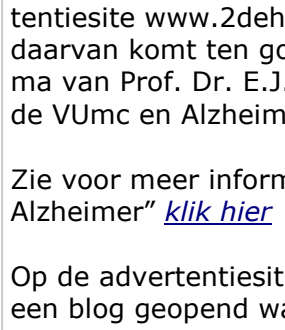 tentiesite www.2deh
daarvan komt ten go
ma van Prof. Dr. E.J.
de VUmc en Alzheim
Zie voor meer inform
Alzheimer” klik hier
Op de advertentiesit
een blog geopend wa